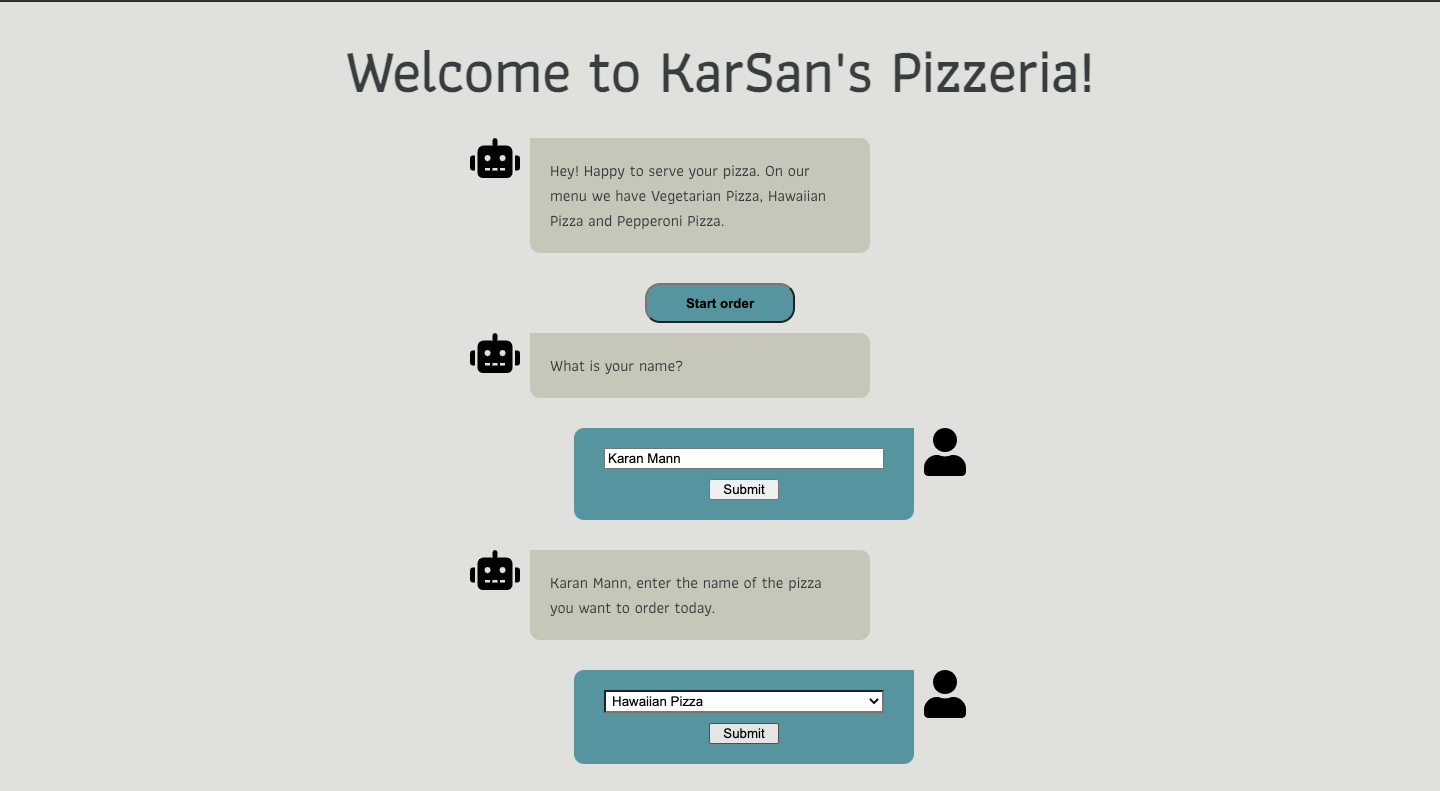 Welcome to KarSan's Pizzeria!
Hey! Happy to serve your pizza. On our
menu we have Vegetarian Pizza, Hawaiian
Pizza and Pepperoni Pizza.
Start order
What is your name?
Karan Mann
Submit
Karan Mann, enter the name of the pizza
you want to order today.
Hawaiian Pizza
Submit